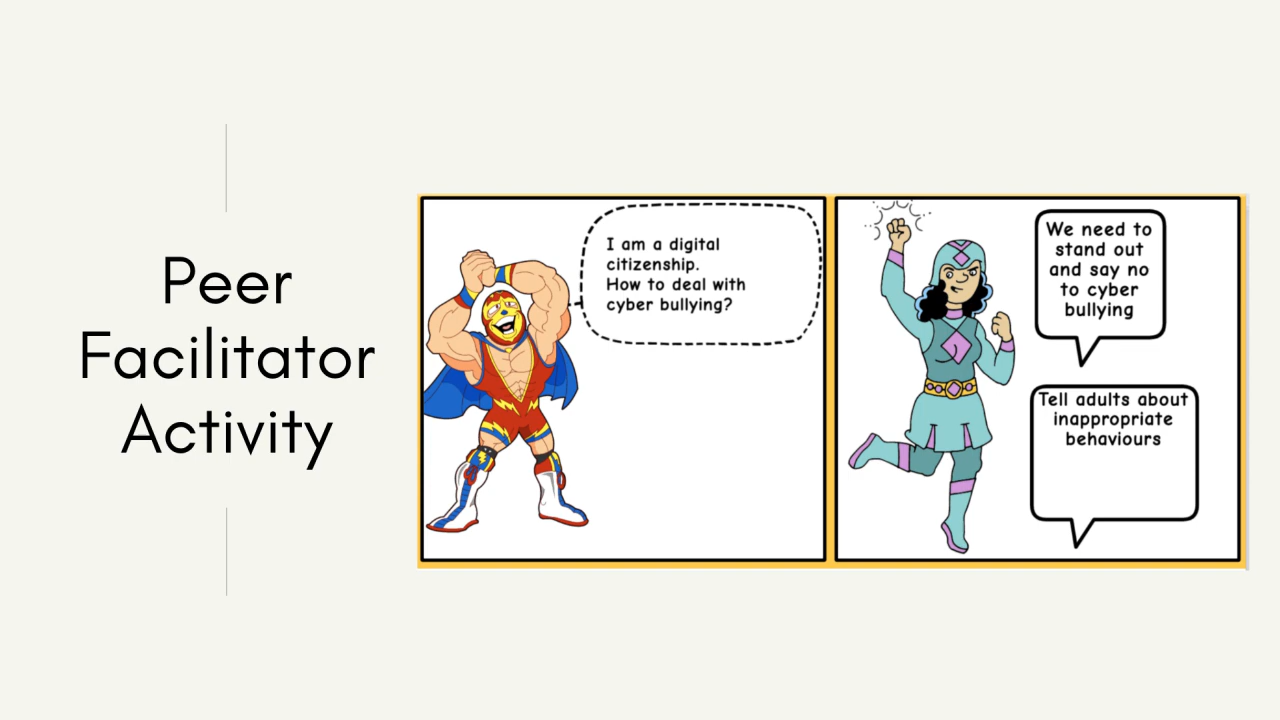 Peer
Facilitator
Activity
I am a digital
citizenship.
How to deal with
cyber bullying?
We need to
stand out
and say no
to cyber
bullying
Tell adults about
inappropriate
behaviours